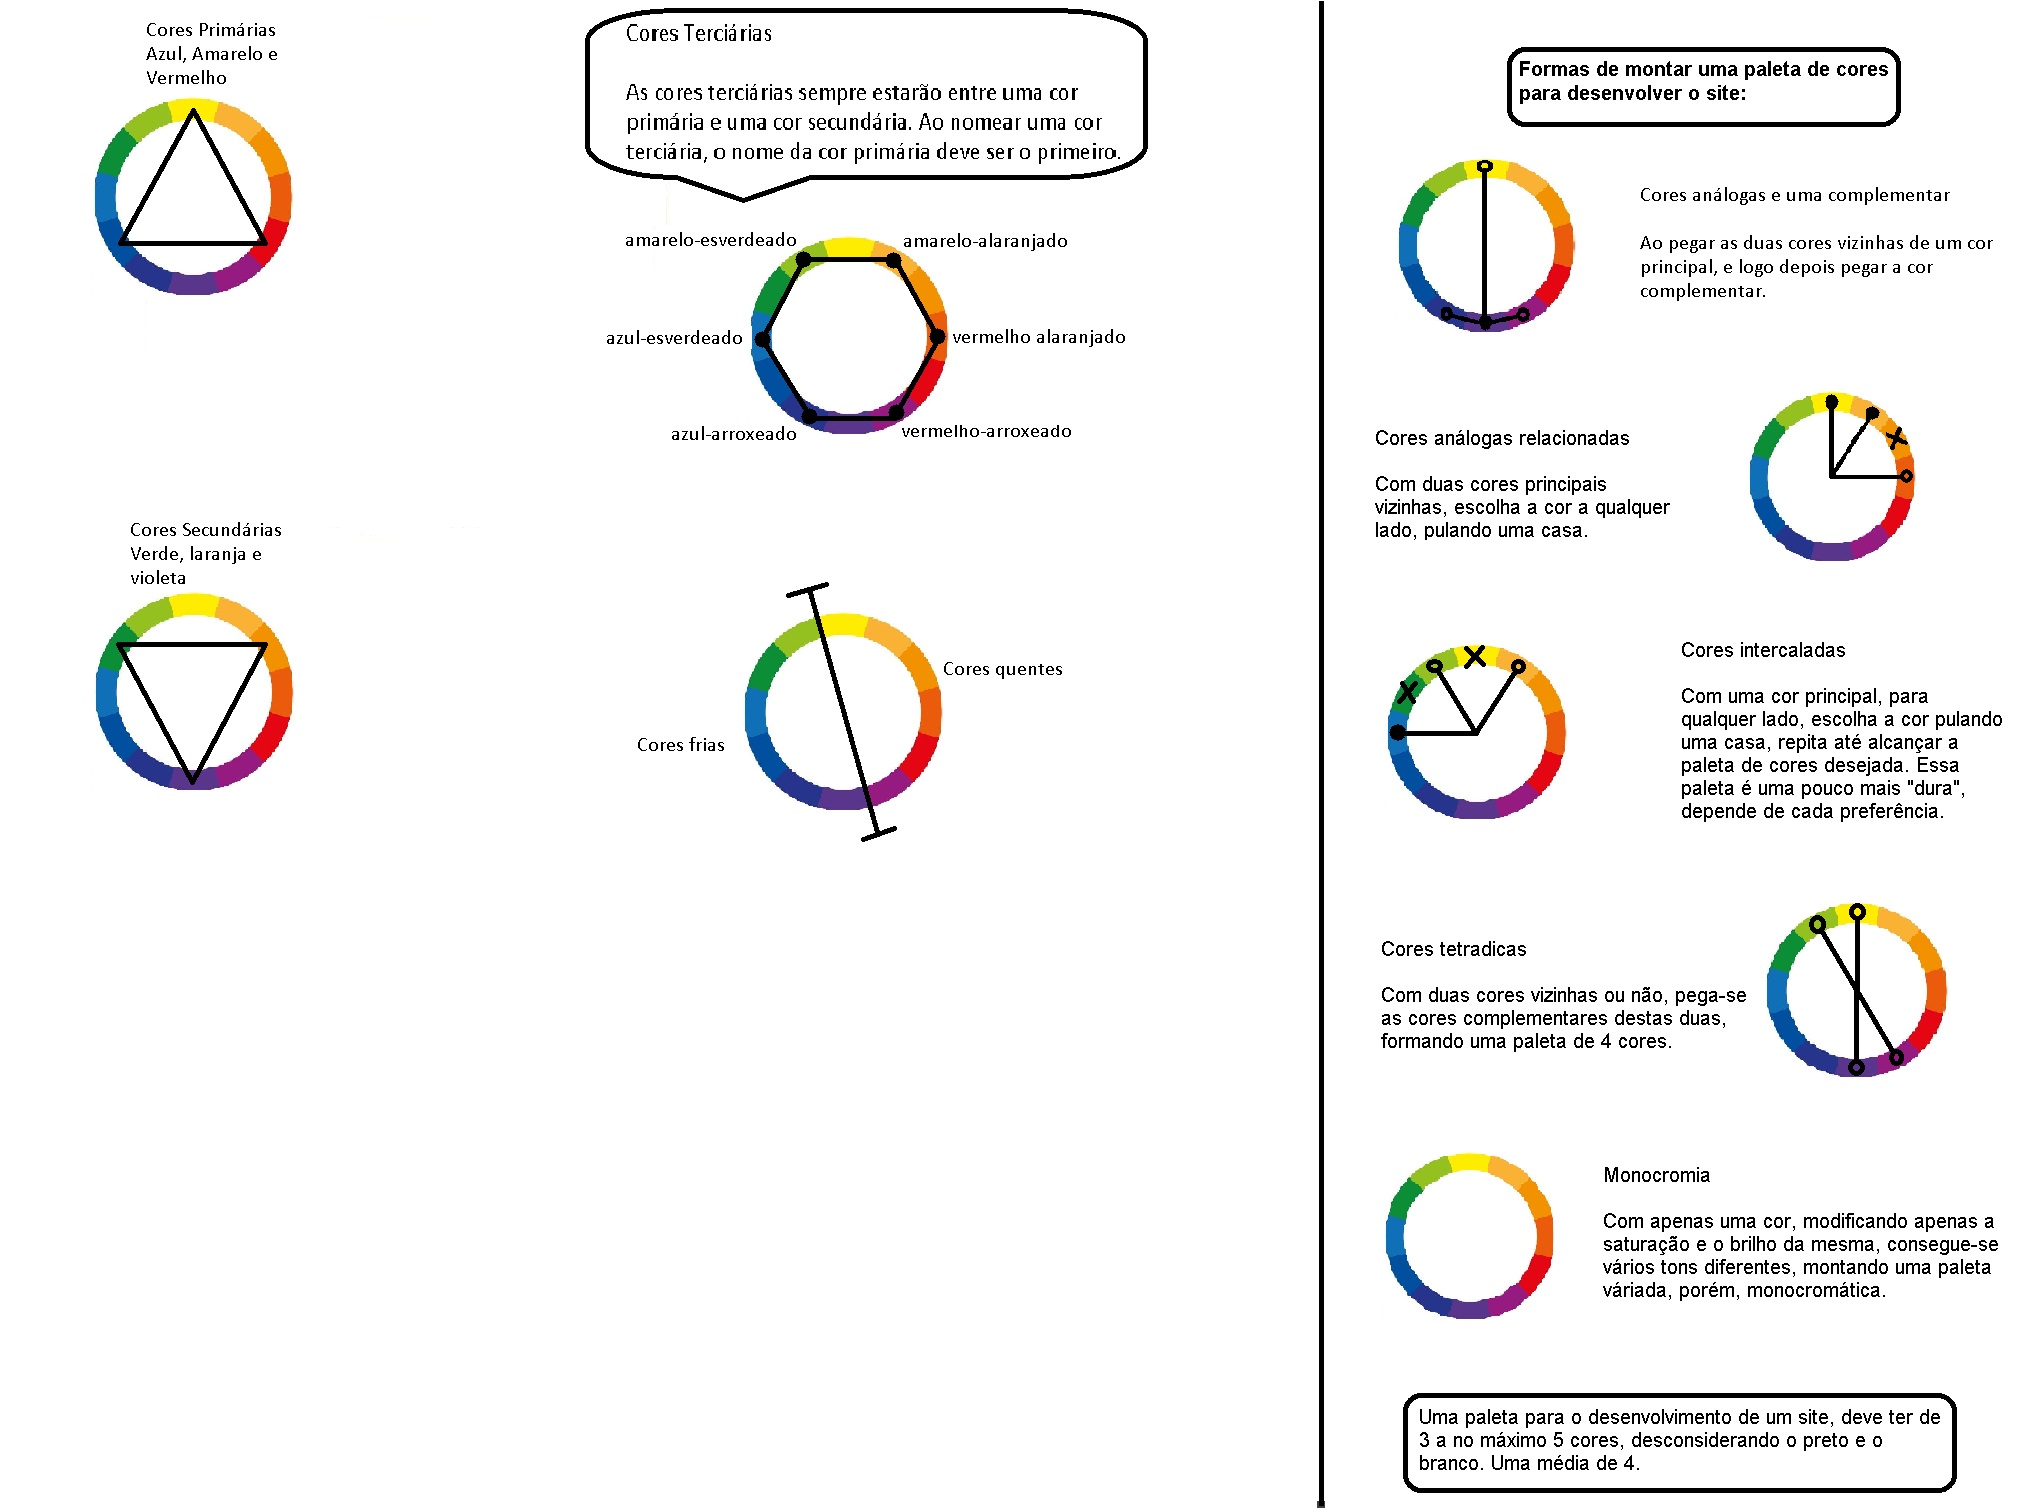 Cores Primárias
Azul, Amarelo e
Vermelho
Cores Terciárias
As cores terciárias sempre estarão entre uma cor
primária e uma cor secundária. Ao nomear uma cor
terciária, o nome da cor primária deve ser o primeiro.
amarelo-esverdeado
amarelo-alaranjado
azul-esverdeado
vermelho alaranjado
azul-arroxeado
vermelho-arroxeado
Cores Secundárias
Verde, laranja e
violeta
Cores quentes
Cores frias
Formas de montar uma paleta de cores
para desenvolver o site:
Cores análogas e uma complementar
Ao pegar as duas cores vizinhas de um cor
principal, e logo depois pegar a cor
complementar.
Cores análogas relacionadas
Com duas cores principais
vizinhas, escolha a cor a qualquer
lado, pulando uma casa.
Cores intercaladas
Com uma cor principal, para
qualquer lado, escolha a cor pulando
uma casa, repita até alcançar a
paleta de cores desejada. Essa
paleta é uma pouco mais "dura",
depende de cada preferência.
Cores tetradicas
Com duas cores vizinhas ou não, pega-se
as cores complementares destas duas,
formando uma paleta de 4 cores.
Monocromia
Com apenas uma cor, modificando apenas a
saturação e o brilho da mesma, consegue-se
vários tons diferentes, montando uma paleta
váriada, porém, monocromática.
Uma paleta para o desenvolvimento de um site, deve ter de
3 a no máximo 5 cores, desconsiderando o preto e o
branco. Uma média de 4.